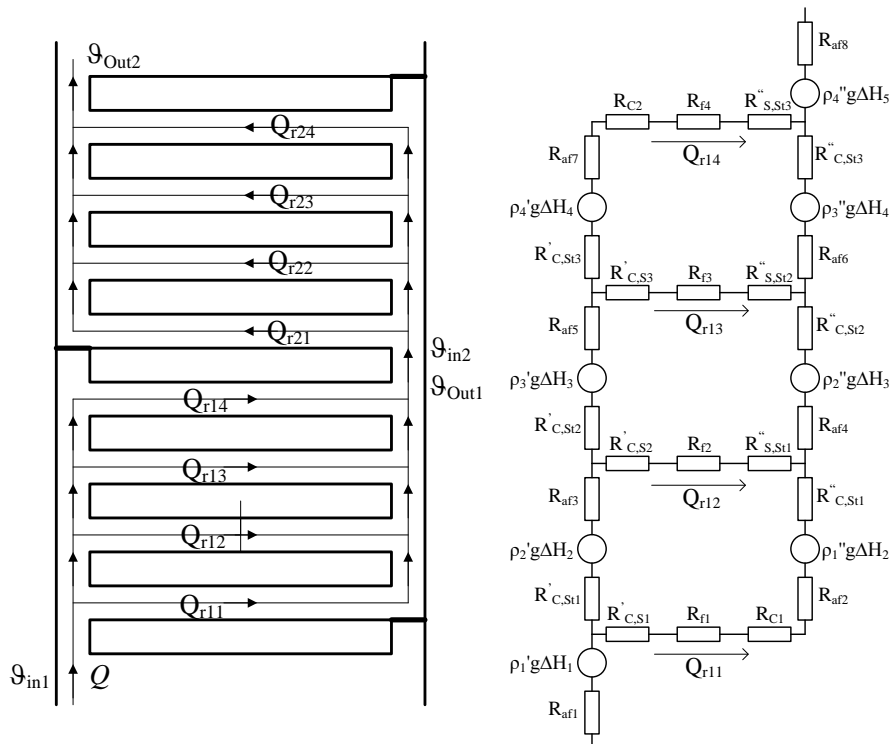 ϑOut2
Qr24
Qr23
Qr22
Qr21
ϑin2
ϑOut1
Qr14
Qr13
Qr12
Qr11
ϑin1
Q
Raf8
ρ4''gΔH5
RC2
Rf4
R“S,St3
Qr14
Raf7
R“C,St3
ρ4'gΔH4
ρ3''gΔH4
R'C,St3
Raf6
R'C,S3
Rf3
R“S,St2
Qr13
Raf5
R“C,St2
ρ3'gΔH3
ρ2''gΔH3
R'C,St2
Raf4
R'C,S2
Rf2
R“S,St1
Qr12
Raf3
R“C,St1
ρ2'gΔH2
ρ1''gΔH2
R'C,St1
Raf2
R'C,S1
Rf1
RC1
Qr11
ρ1'gΔH1
Raf1